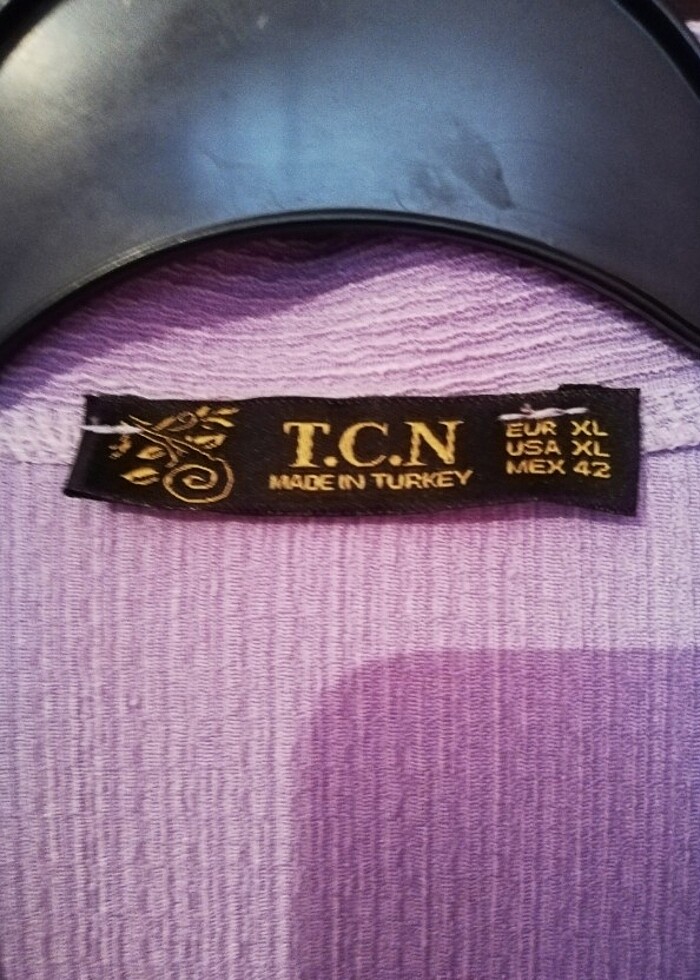 T.C.N
MADE IN TURKEY
EUR XL
USA XL
MEX 42